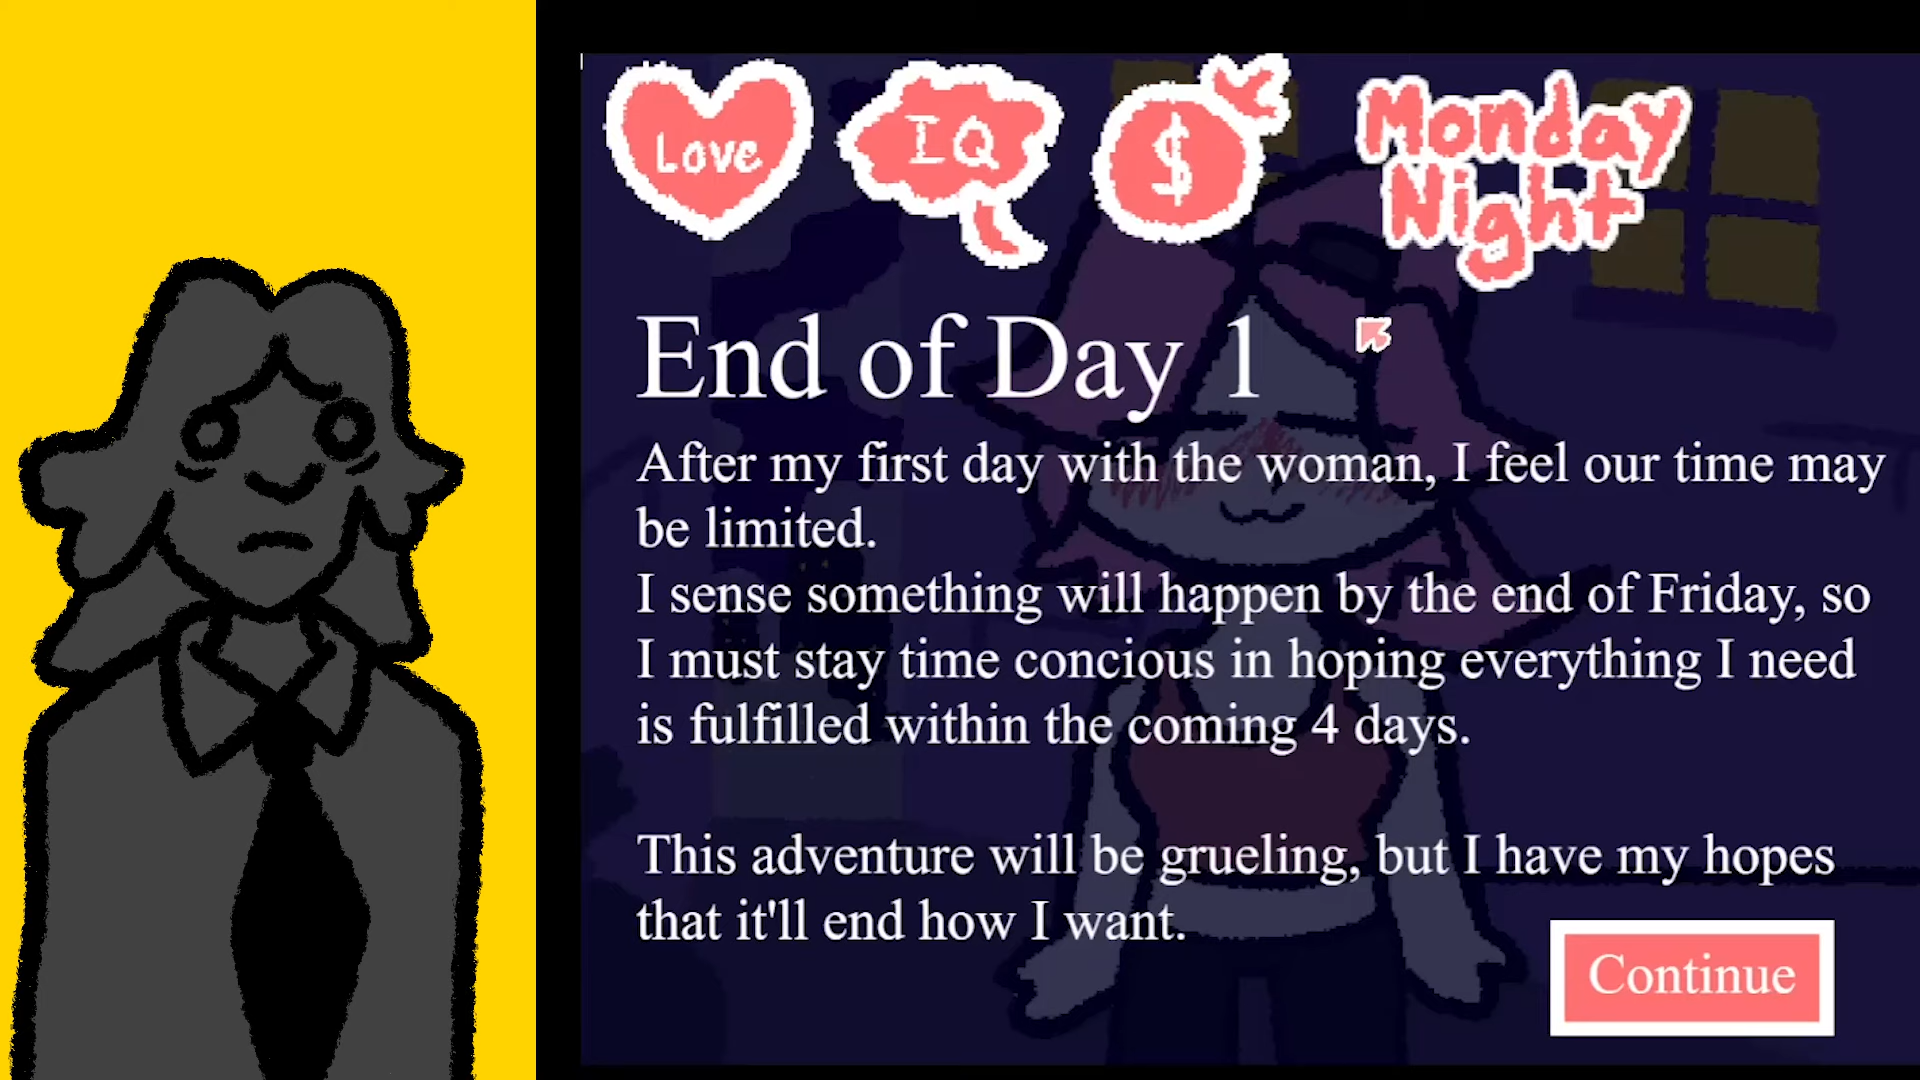 Love
IQ
$
Monday
Night
End of Day 1
After my first day with the woman, I feel our time may
be limited.
I sense something will happen by the end of Friday, so
I must stay time concious in hoping everything I need
is fulfilled within the coming 4 days.
This adventure will be grueling, but I have my hopes
that it'll end how I want.
Continue